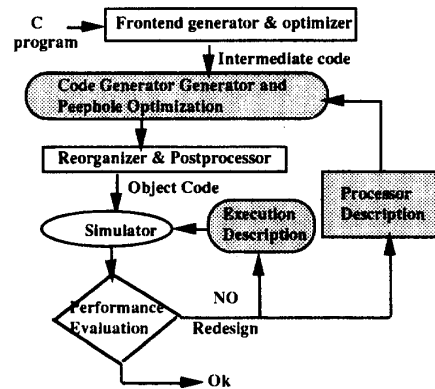 C
program
Frontend generator & optimizer
Intermediate code
Code Generator Generator and
Peephole Optimization
Reorganizer & Postprocessor
Object Code
Simulator
Execution
Description
Processor
Description
Performance
Evaluation
NO
Redesign
Ok